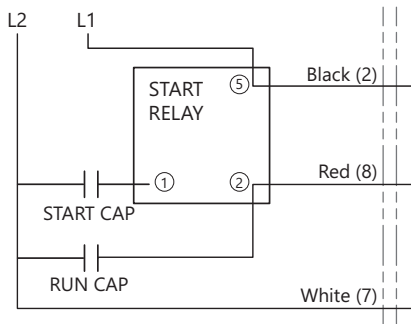 L2
L1
START
RELAY
⑤
Black (2)
①
②
Red (8)
START CAP
RUN CAP
White (7)